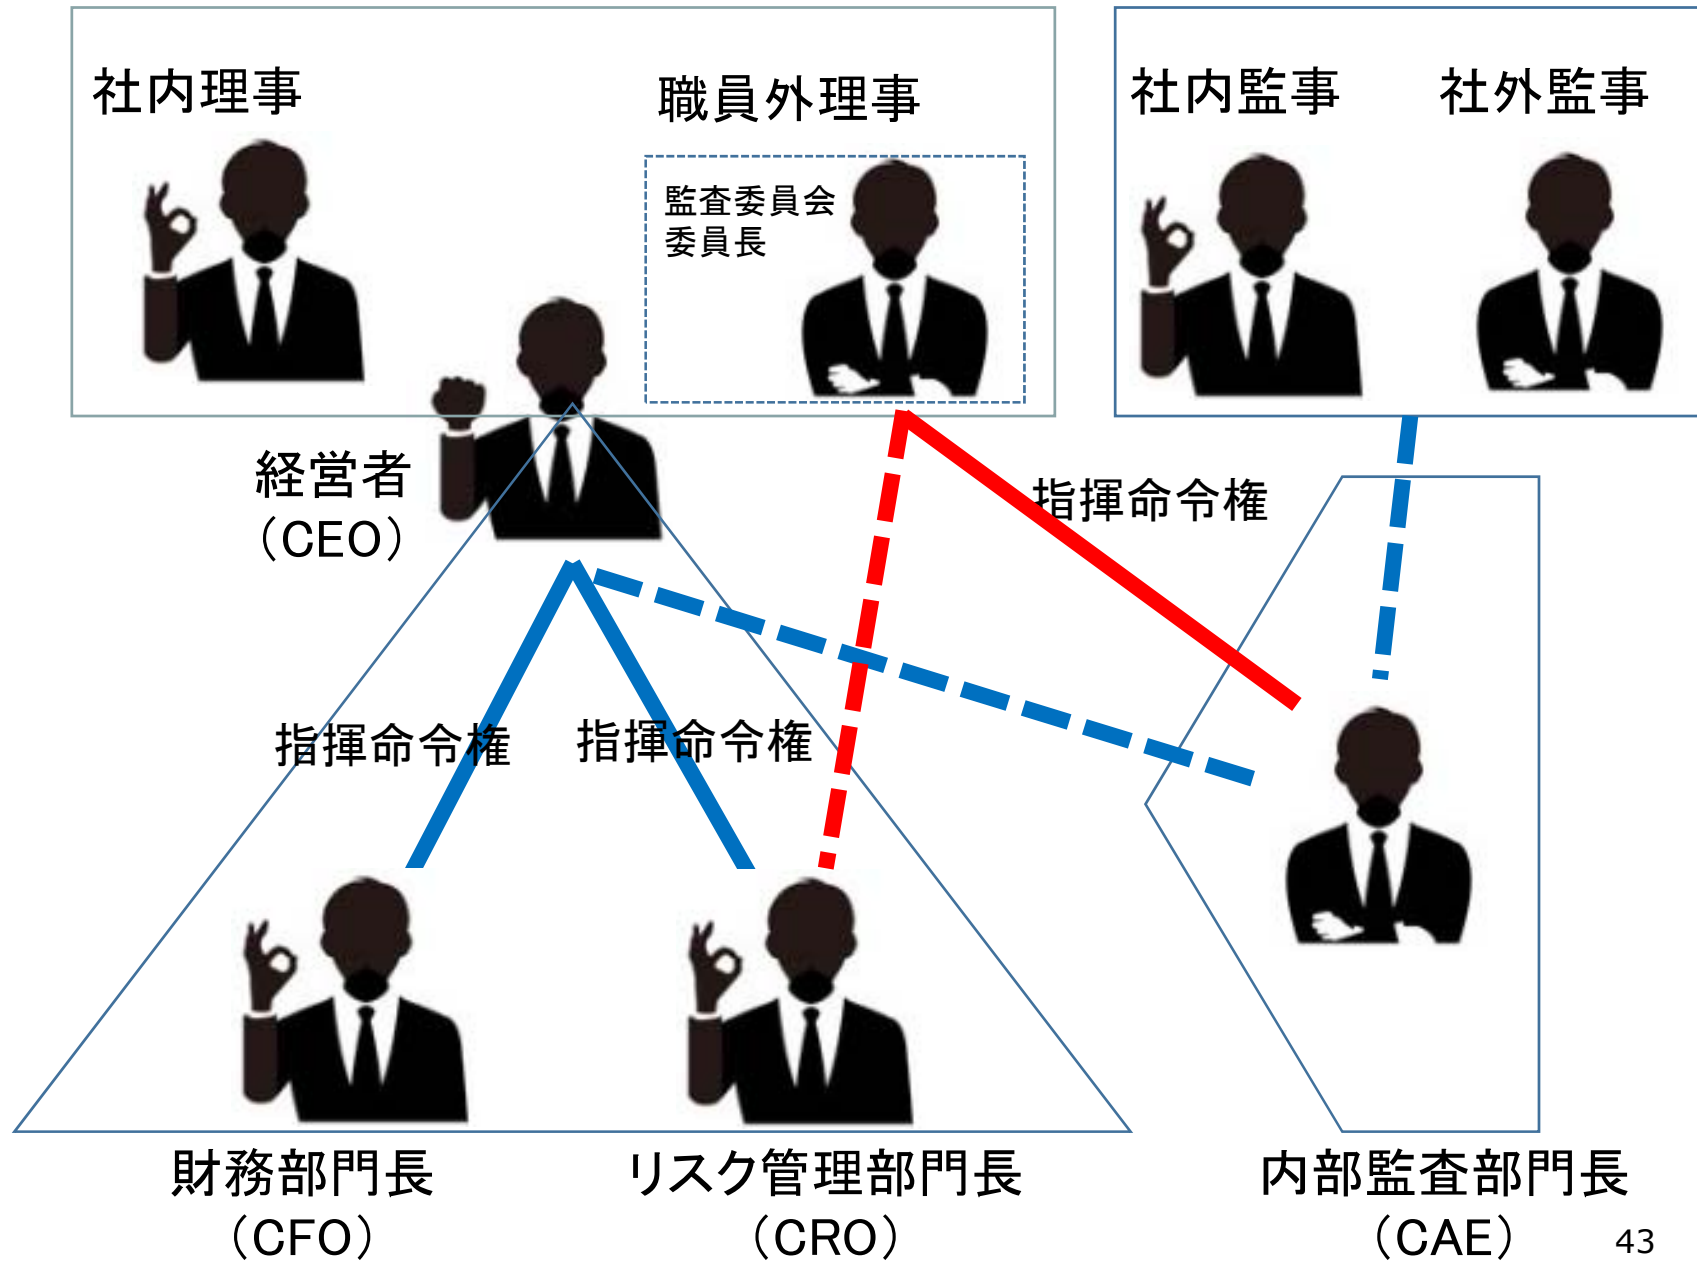 社内理事
職員外理事
社内監事
社外監事
監査委員会
委員長
経営者
（CEO）
指揮命令権
指揮命令権
指揮命令権
財務部門長
（CFO）
リスク管理部門長
（CRO）
内部監査部門長
（CAE）
43